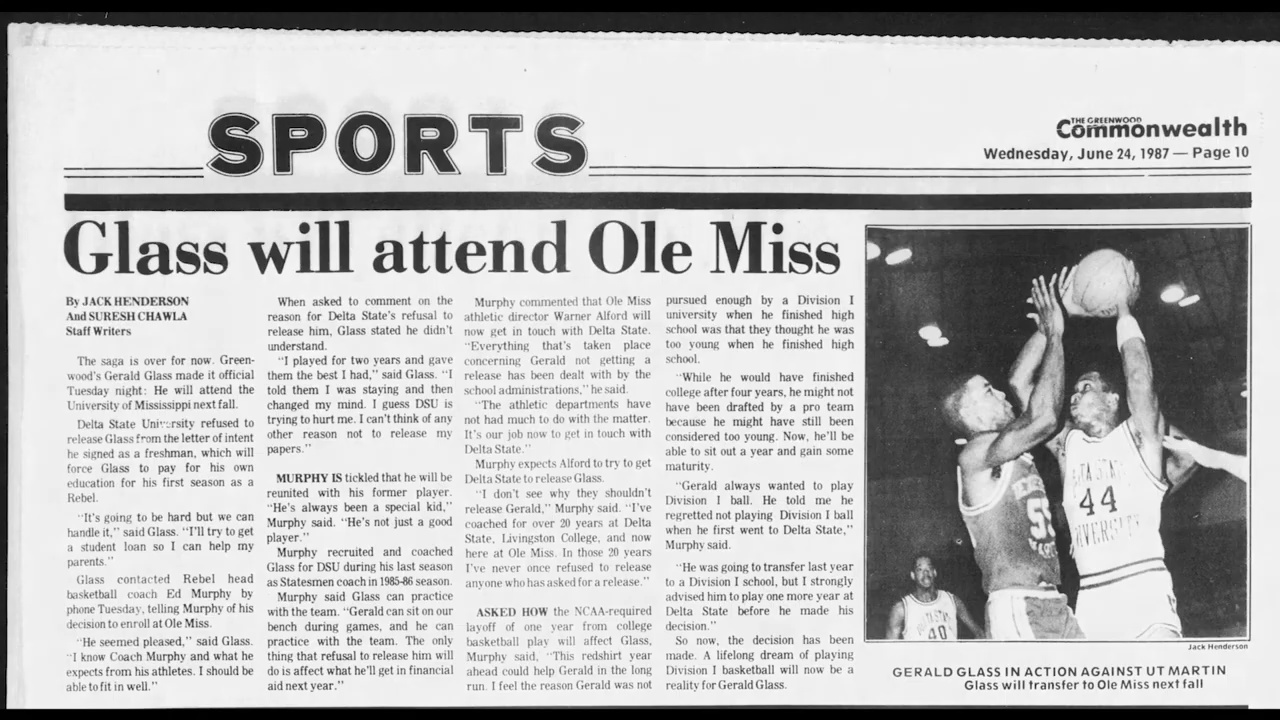 SPORTS
THE GREENWOOD
Commonwealth
Wednesday, June 24, 1987 — Page 10
Glass will attend Ole Miss
By JACK HENDERSON
And SURESH CHAWLA
Staff Writers
The saga is over for now. Green-
wood's Gerald Glass made it official
Tuesday night: He will attend the
University of Mississippi next fall.
Delta State University refused to
release Glass from the letter of intent
he signed as a freshman, which will
force Glass to pay for his own
education for his first season as a
Rebel.
"It's going to be hard but we can
handle it," said Glass. "I'll try to get
a student loan so I can help my
parents."
Glass contacted Rebel head
basketball coach Ed Murphy by
phone Tuesday, telling Murphy of his
decision to enroll at Ole Miss.
"He seemed pleased," said Glass.
"I know Coach Murphy and what he
expects from his athletes. I should be
able to fit in well."
When asked to comment on the
reason for Delta State's refusal to
release him, Glass stated he didn't
understand.
"I played for two years and gave
them the best I had," said Glass. "I
told them I was staying and then
changed my mind. I guess DSU is
trying to hurt me. I can't think of any
other reason not to release my
papers."
MURPHY IS tickled that he will be
reunited with his former player.
"He's always been a special kid,"
Murphy said. "He's not just a good
player."
Murphy recruited and coached
Glass for DSU during his last season
as Statesmen coach in 1985-86 season.
Murphy said Glass can practice
with the team. "Gerald can sit on our
bench during games, and he can
practice with the team. The only
thing that refusal to release him will
do is affect what he'll get in financial
aid next year."
Murphy commented that Ole Miss
athletic director Warner Alford will
now get in touch with Delta State.
"Everything that's taken place
concerning Gerald not getting a
release has been dealt with by the
school administrations," he said.
"The athletic departments have
not had much to do with the matter.
It's our job now to get in touch with
Delta State."
Murphy expects Alford to try to get
Delta State to release Glass.
"I don't see why they shouldn't
release Gerald," Murphy said. "I've
coached for over 20 years at Delta
State, Livingston College, and now
here at Ole Miss. In those 20 years
I've never once refused to release
anyone who has asked for a release."
ASKED HOW the NCAA-required
layoff of one year from college
basketball play will affect Glass,
Murphy said, "This redshirt year
ahead could help Gerald in the long
run. I feel the reason Gerald was not
pursued enough by a Division I
university when he finished high
school was that they thought he was
too young when he finished high
school.
"While he would have finished
college after four years, he might not
have been drafted by a pro team
because he might have still been
considered too young. Now, he'll be
able to sit out a year and gain some
maturity.
"Gerald always wanted to play
Division I ball. He told me he
regretted not playing Division I ball
when he first went to Delta State,"
Murphy said.
"He was going to transfer last year
to a Division I school, but I strongly
advised him to play one more year at
Delta State before he made his
decision."
So now, the decision has been
made. A lifelong dream of playing
Division I basketball will now be a
reality for Gerald Glass.
44
40
Jack Henderson
GERALD GLASS IN ACTION AGAINST UT MARTIN
Glass will transfer to Ole Miss next fall